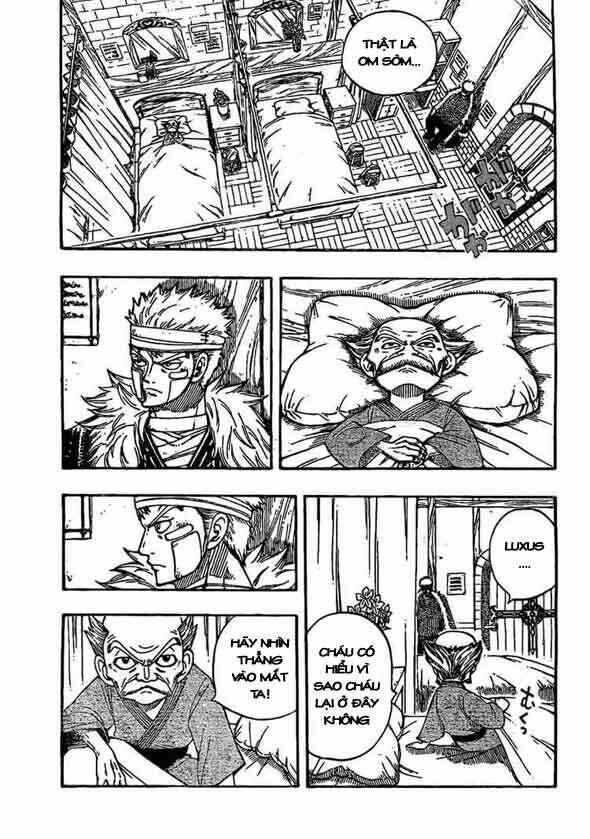 THẬT LÀ
OM SÒM...
LUXUS
....
CHÁU CÓ
HIỂU VÌ
SAO CHÁU
LẠI Ở ĐÂY
KHÔNG
HÃY NHÌN
THẲNG
VÀO MẮT
TA!